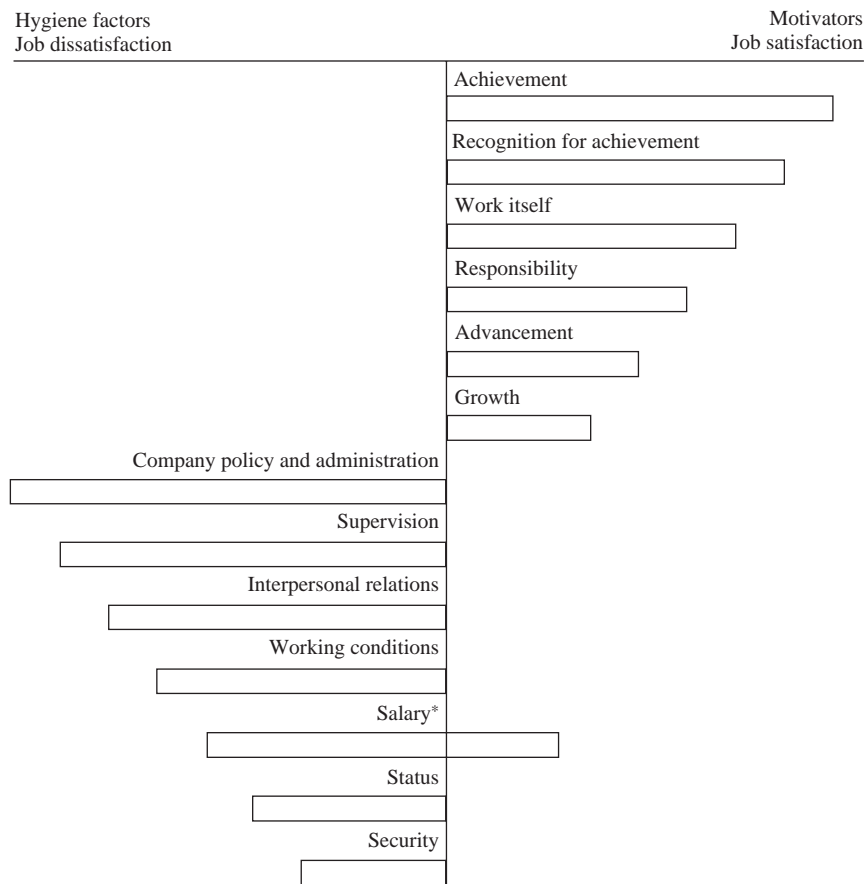 Hygiene factors
Job dissatisfaction
Motivators
Job satisfaction
Achievement
Recognition for achievement
Work itself
Responsibility
Advancement
Growth
Company policy and administration
Supervision
Interpersonal relations
Working conditions
Salary*
Status
Security